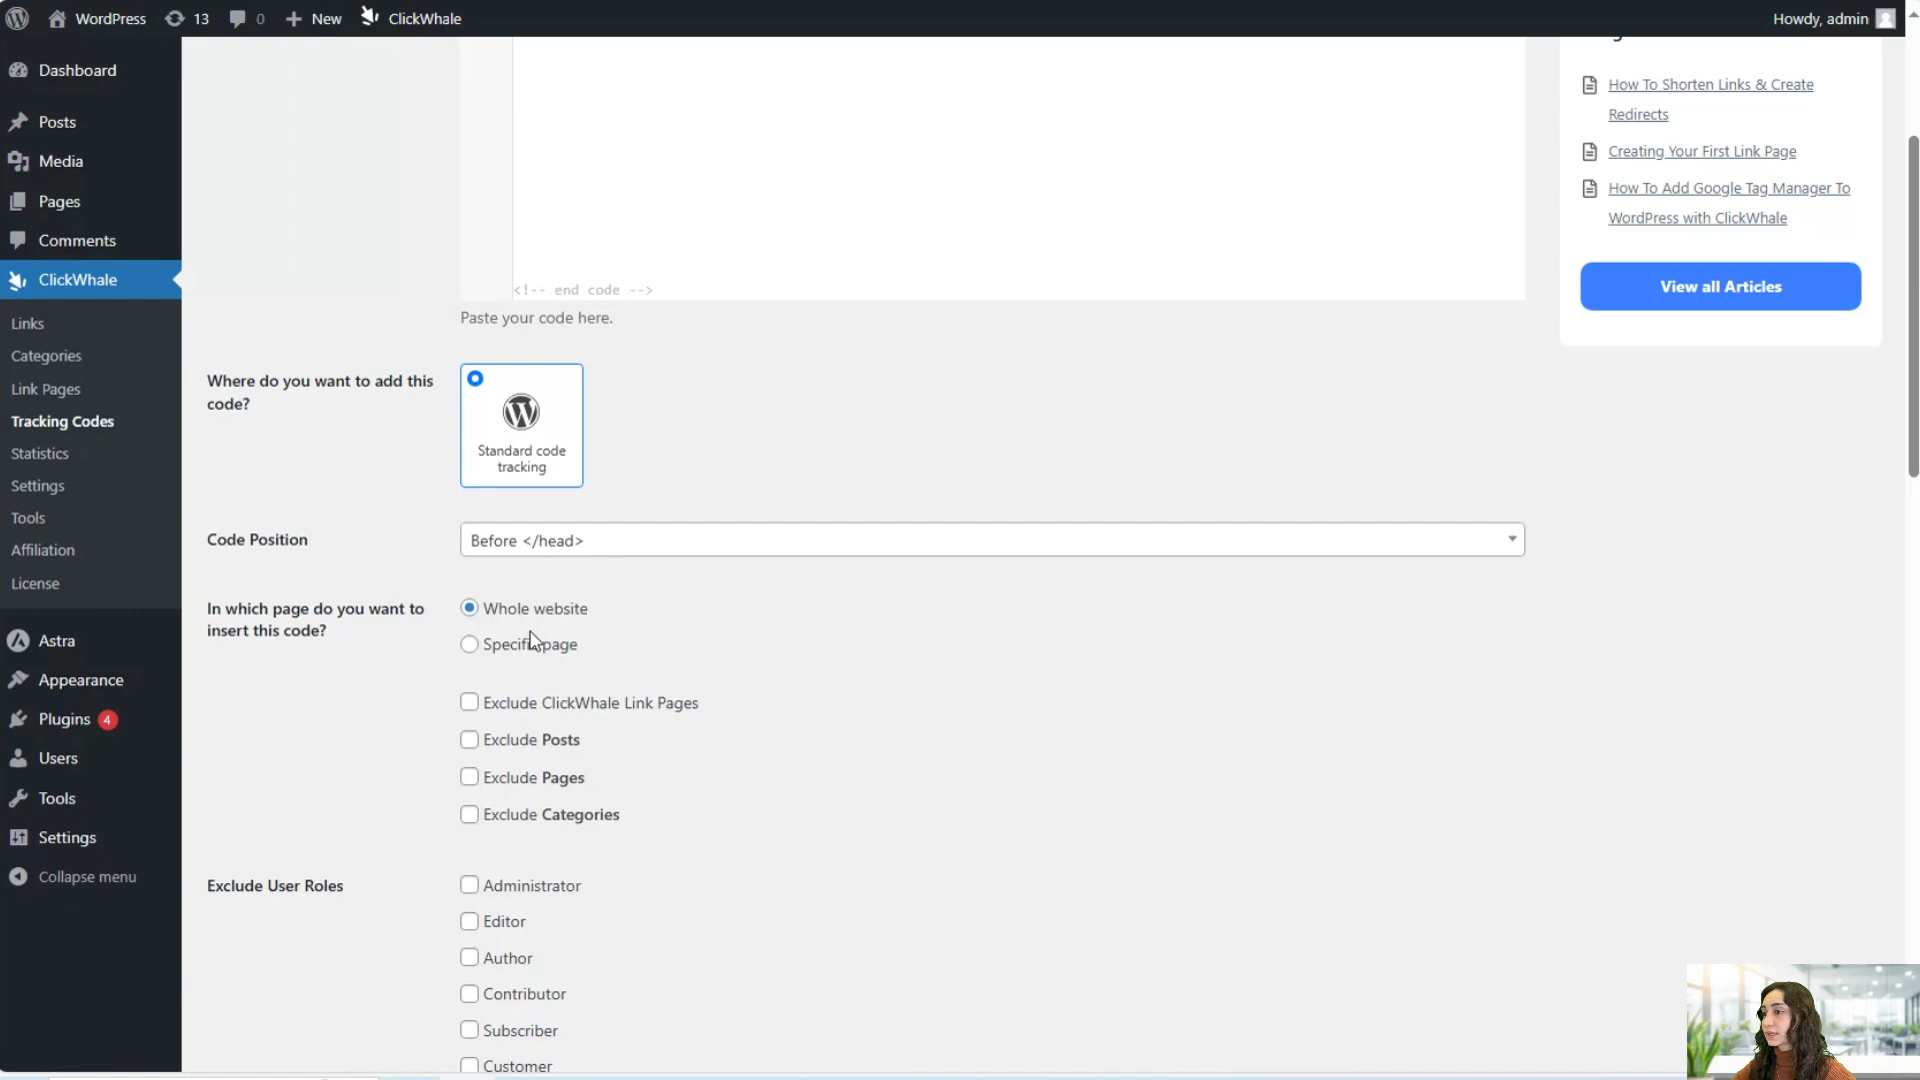 WordPress
13
0
New
ClickWhale
Howdy, admin
Dashboard
Posts
Media
Pages
Comments
ClickWhale
Links
Categories
Link Pages
Tracking Codes
Statistics
Settings
Tools
Affiliation
License
Astra
Appearance
Plugins 4
Users
Tools
Settings
Collapse menu
<!-- end code -->
Paste your code here.
Where do you want to add this
code?
Standard code
tracking
Code Position
Before </head>
In which page do you want to
insert this code?
Whole website
Specific page
Exclude ClickWhale Link Pages
Exclude Posts
Exclude Pages
Exclude Categories
Exclude User Roles
Administrator
Editor
Author
Contributor
Subscriber
Customer
How To Shorten Links & Create
Redirects
Creating Your First Link Page
How To Add Google Tag Manager To
WordPress with ClickWhale
View all Articles